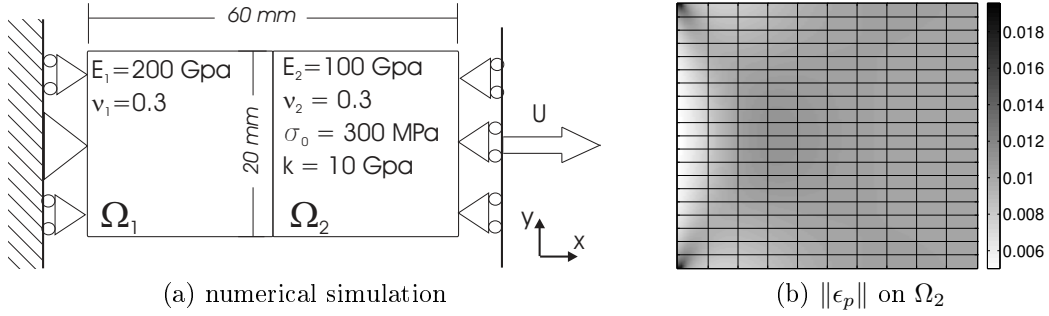 60 mm
E₁=200 Gpa
ν₁=0.3
20 mm
E₂=100 Gpa
ν₂ = 0.3
σ₀ = 300 MPa
k = 10 Gpa
Ω₁
Ω₂
U
y
x
0.018
0.016
0.014
0.012
0.01
0.008
0.006
(a) numerical simulation
(b) ‖ϵₚ‖ on Ω₂